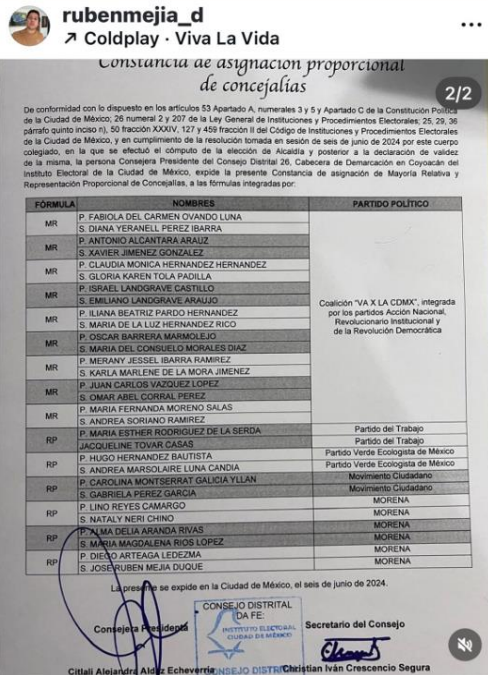 rubenmejia_d
Coldplay · Viva La Vida
2/2
Constancia de asignación proporcional
de concejalías
De conformidad con lo dispuesto en los artículos 53 Apartado A, numerales 3 y 5 y Apartado C de la Constitución Política
de la Ciudad de México; 26 numeral 2 y 207 de la Ley General de Instituciones y Procedimientos Electorales; 25, 29, 36
párrafo quinto inciso n), 50 fracción XXXIV, 127 y 459 fracción II del Código de Instituciones y Procedimientos Electorales
de la Ciudad de México, y en cumplimiento de la resolución tomada en sesión de seis de junio de 2024 por este cuerpo
colegiado, en la que se efectuó el cómputo de la elección de Alcaldía y posterior a la declaración de validez
de la misma, la persona Consejera Presidente del Consejo Distrital 26, Cabecera de Demarcación en Coyoacán del
Instituto Electoral de la Ciudad de México, expide la presente Constancia de asignación de Mayoría Relativa y
Representación Proporcional de Concejalías, a las fórmulas integradas por:
FÓRMULA NOMBRES PARTIDO POLÍTICO
MR
P. FABIOLA DEL CARMEN OVANDO LUNA
S. DIANA YERANELL PEREZ IBARRA
MR
P. ANTONIO ALCANTARA ARAUZ
S. XAVIER JIMENEZ GONZALEZ
MR
P. CLAUDIA MONICA HERNANDEZ HERNANDEZ
S. GLORIA KAREN TOLA PADILLA
MR
P. ISRAEL LANDGRAVE CASTILLO
S. EMILIANO LANDGRAVE ARAUJO
MR
P. ILIANA BEATRIZ PARDO HERNANDEZ
S. MARIA DE LA LUZ HERNANDEZ RICO
MR
P. OSCAR BARRERA MARMOLEJO
S. MARIA DEL CONSUELO MORALES DIAZ
MR
P. MERANY JESSEL IBARRA RAMIREZ
S. KARLA MARLENE DE LA MORA JIMENEZ
MR
P. JUAN CARLOS VAZQUEZ LOPEZ
S. OMAR ABEL CORRAL PEREZ
MR
P. MARIA FERNANDA MORENO SALAS
S. ANDREA SORIANO RAMIREZ
Coalición "VA X LA CDMX", integrada
por los partidos Acción Nacional,
Revolucionario Institucional y
de la Revolución Democrática
RP
P. MARIA ESTHER RODRIGUEZ DE LA SERDA Partido del Trabajo
JACQUELINE TOVAR CASAS Partido del Trabajo
RP
P. HUGO HERNANDEZ BAUTISTA Partido Verde Ecologista de México
S. ANDREA MARSOLAIRE LUNA CANDIA Partido Verde Ecologista de México
RP
P. CAROLINA MONTSERRAT GALICIA YLLAN Movimiento Ciudadano
S. GABRIELA PEREZ GARCIA Movimiento Ciudadano
RP
P. LINO REYES CAMARGO MORENA
S. NATALY NERI CHINO MORENA
RP
P. ALMA DELIA ARANDA RIVAS MORENA
S. MARIA MAGDALENA RIOS LOPEZ MORENA
RP
P. DIEGO ARTEAGA LEDEZMA MORENA
S. JOSE RUBEN MEJIA DUQUE MORENA
La presente se expide en la Ciudad de México, el seis de junio de 2024.
CONSEJO DISTRITAL
DA FE:
INSTITUTO ELECTORAL
CIUDAD DE MÉXICO
CONSEJO
Consejera Presidenta
Secretario del Consejo
Citlali Alejandra Aldaz Echeverría
Christian Iván Crescencio Segura